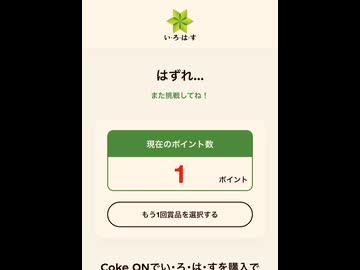 い・ろ・は・す
はずれ...
また挑戦してね！
現在のポイント数
1
ポイント
もう1回賞品を選択する
Coke ONでい・ろ・は・すを購入で